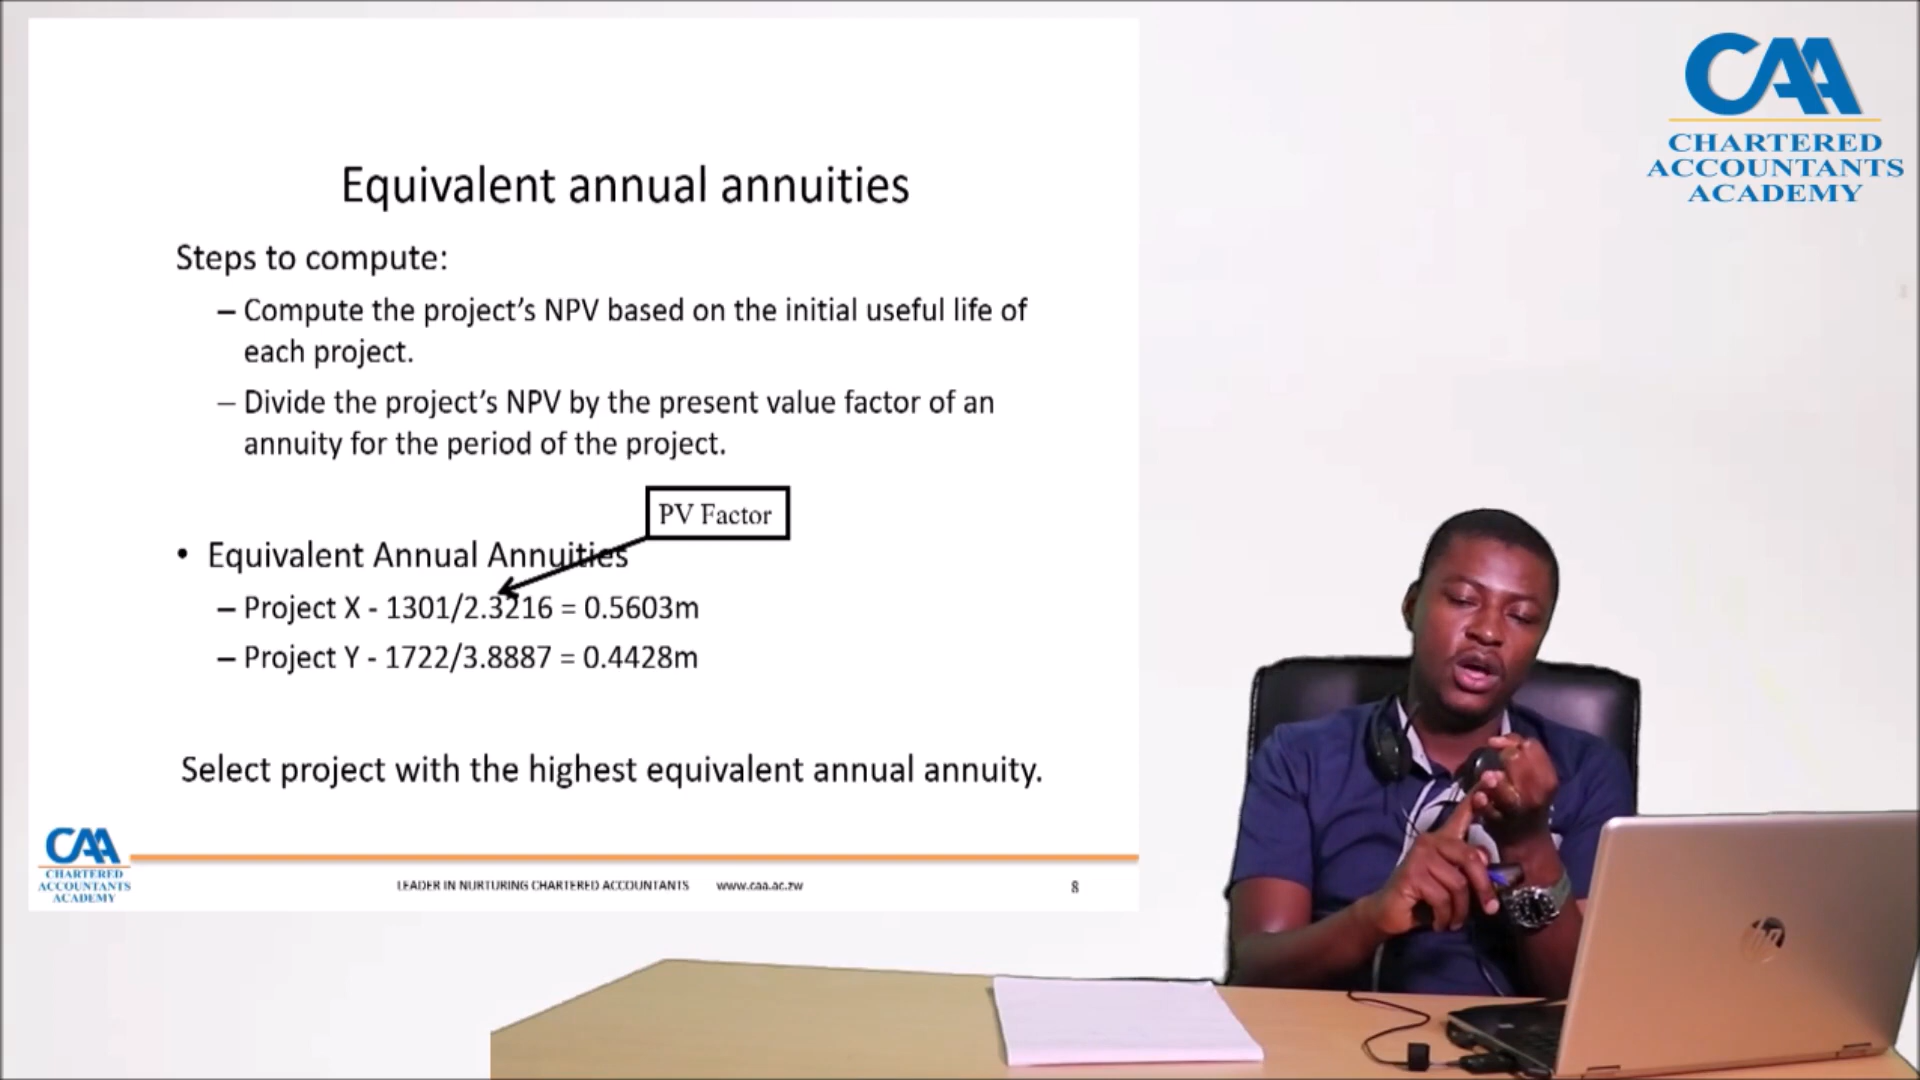 CAA
CHARTERED
ACCOUNTANTS
ACADEMY
Equivalent annual annuities
Steps to compute:
– Compute the project’s NPV based on the initial useful life of
each project.
– Divide the project’s NPV by the present value factor of an
annuity for the period of the project.
PV Factor
• Equivalent Annual Annuities
– Project X - 1301/2.3216 = 0.5603m
– Project Y - 1722/3.8887 = 0.4428m
Select project with the highest equivalent annual annuity.
CAA
CHARTERED
ACCOUNTANTS
ACADEMY
LEADER IN NURTURING CHARTERED ACCOUNTANTS www.caa.ac.zw
8
hp